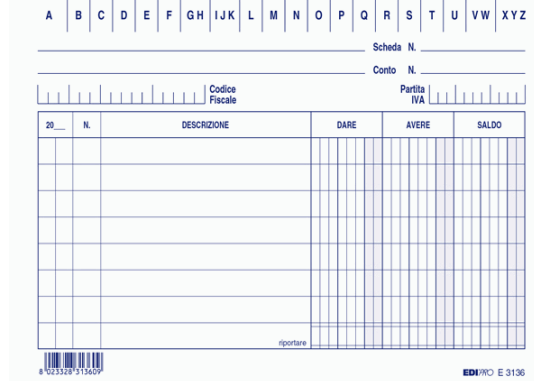 A B C D E F GH IJK L M N O P Q R S T U VW XYZ
Scheda N.
Conto N.
Codice Fiscale Partita IVA
20__ N. DESCRIZIONE DARE AVERE SALDO
riportare
8 023328 313609 EDIPRO E 3136